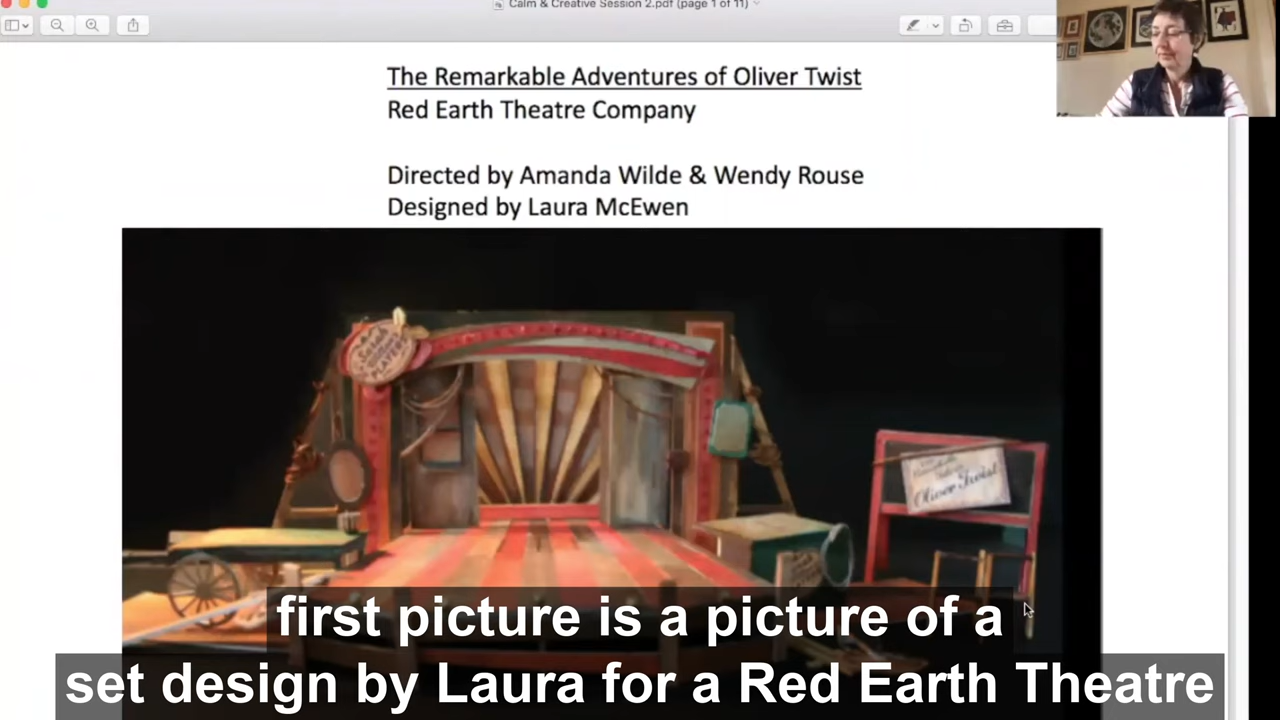 Calm & Creative Session 2.pdf (page 1 of 11)
The Remarkable Adventures of Oliver Twist
Red Earth Theatre Company
Directed by Amanda Wilde & Wendy Rouse
Designed by Laura McEwen
PLAYERS
Oliver Twist
first picture is a picture of a
set design by Laura for a Red Earth Theatre